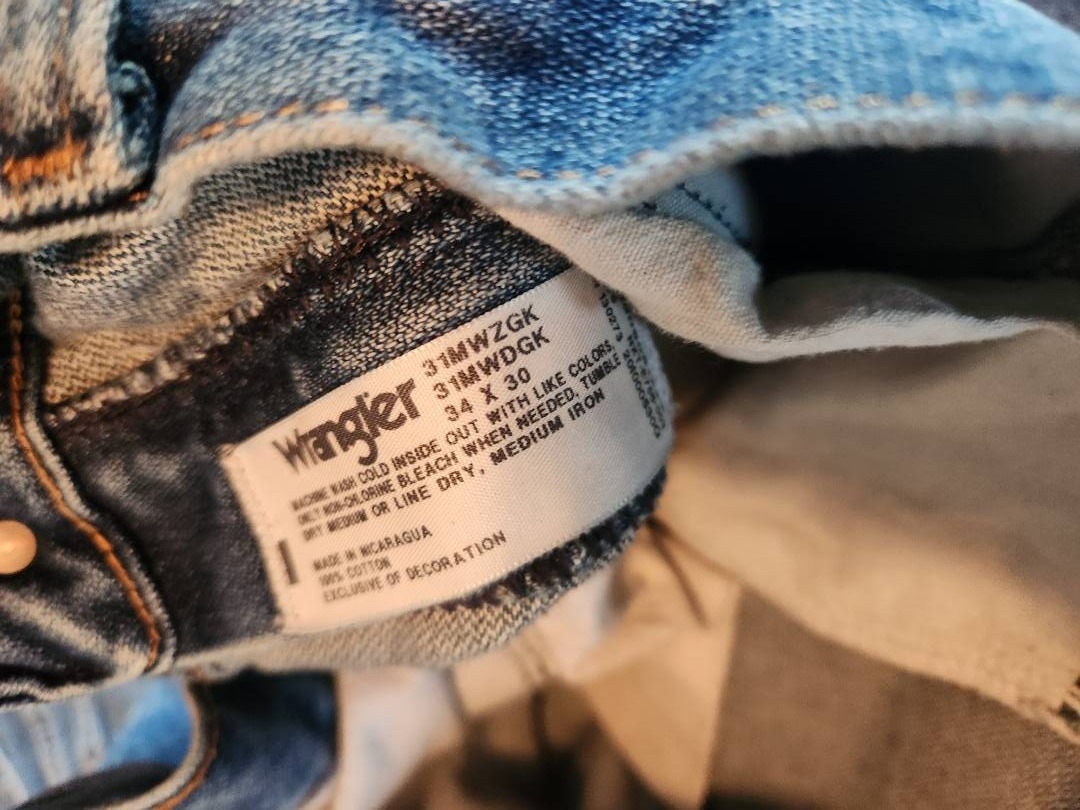 Wrangler
31MWZGK
31MWDGK
34 X 30
MACHINE WASH COLD INSIDE OUT WITH LIKE COLORS,
ONLY NON-CHLORINE BLEACH WHEN NEEDED, TUMBLE
DRY MEDIUM OR LINE DRY, MEDIUM IRON
MADE IN NICARAGUA
100% COTTON
EXCLUSIVE OF DECORATION